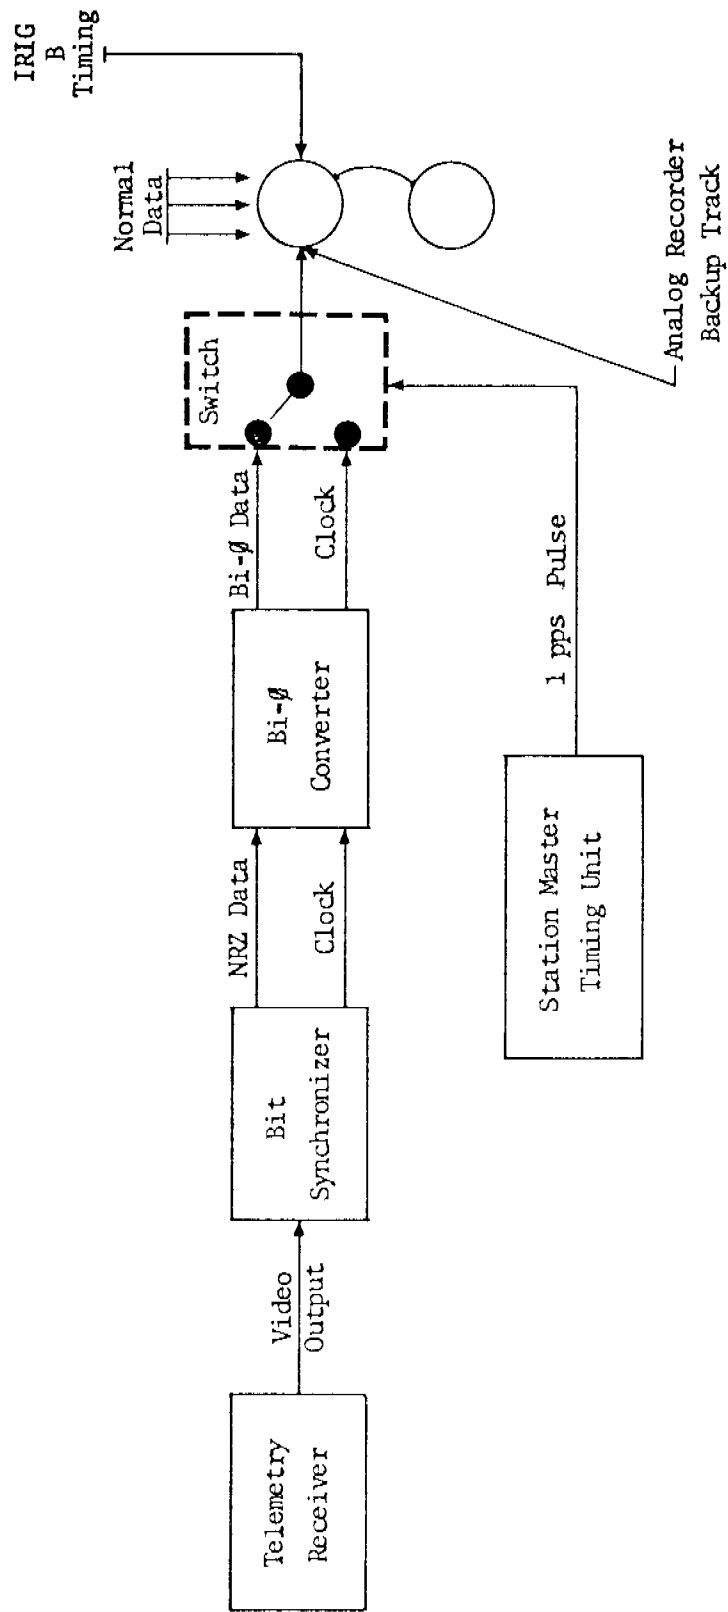 Telemetry
Receiver
Video
Output
Bit
Synchronizer
NRZ Data
Clock
Bi-Ø
Converter
Bi-Ø Data
Clock
Switch
Normal
Data
IRIG
B
Timing
Station Master
Timing Unit
1 pps Pulse
Analog Recorder
Backup Track